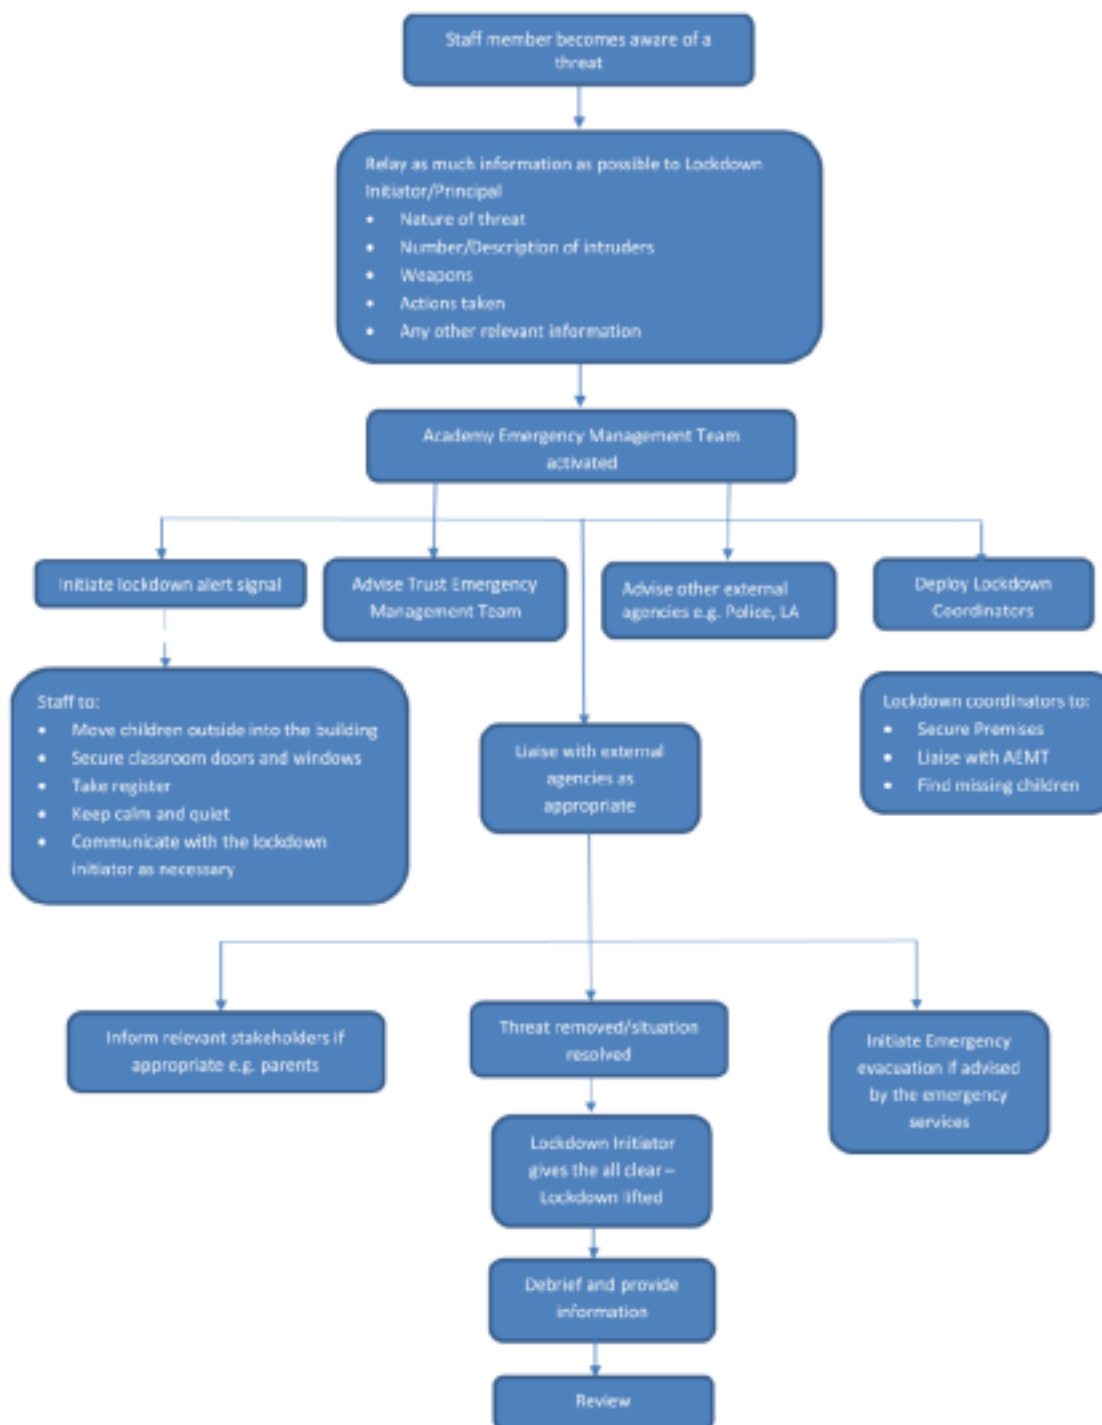 Staff member becomes aware of a
threat
Relay as much information as possible to Lockdown
Initiator/Principal
• Nature of threat
• Number/Description of intruders
• Weapons
• Actions taken
• Any other relevant information
Academy Emergency Management Team
activated
Initiate lockdown alert signal
Advise Trust Emergency
Management Team
Advise other external
agencies e.g. Police, LA
Deploy Lockdown
Coordinators
Staff to:
• Move children outside into the building
• Secure classroom doors and windows
• Take register
• Keep calm and quiet
• Communicate with the lockdown
initiator as necessary
Liaise with external
agencies as
appropriate
Lockdown coordinators to:
• Secure Premises
• Liaise with AEMT
• Find missing children
Inform relevant stakeholders if
appropriate e.g. parents
Threat removed/situation
resolved
Initiate Emergency
evacuation if advised
by the emergency
services
Lockdown Initiator
gives the all clear –
Lockdown lifted
Debrief and provide
information
Review